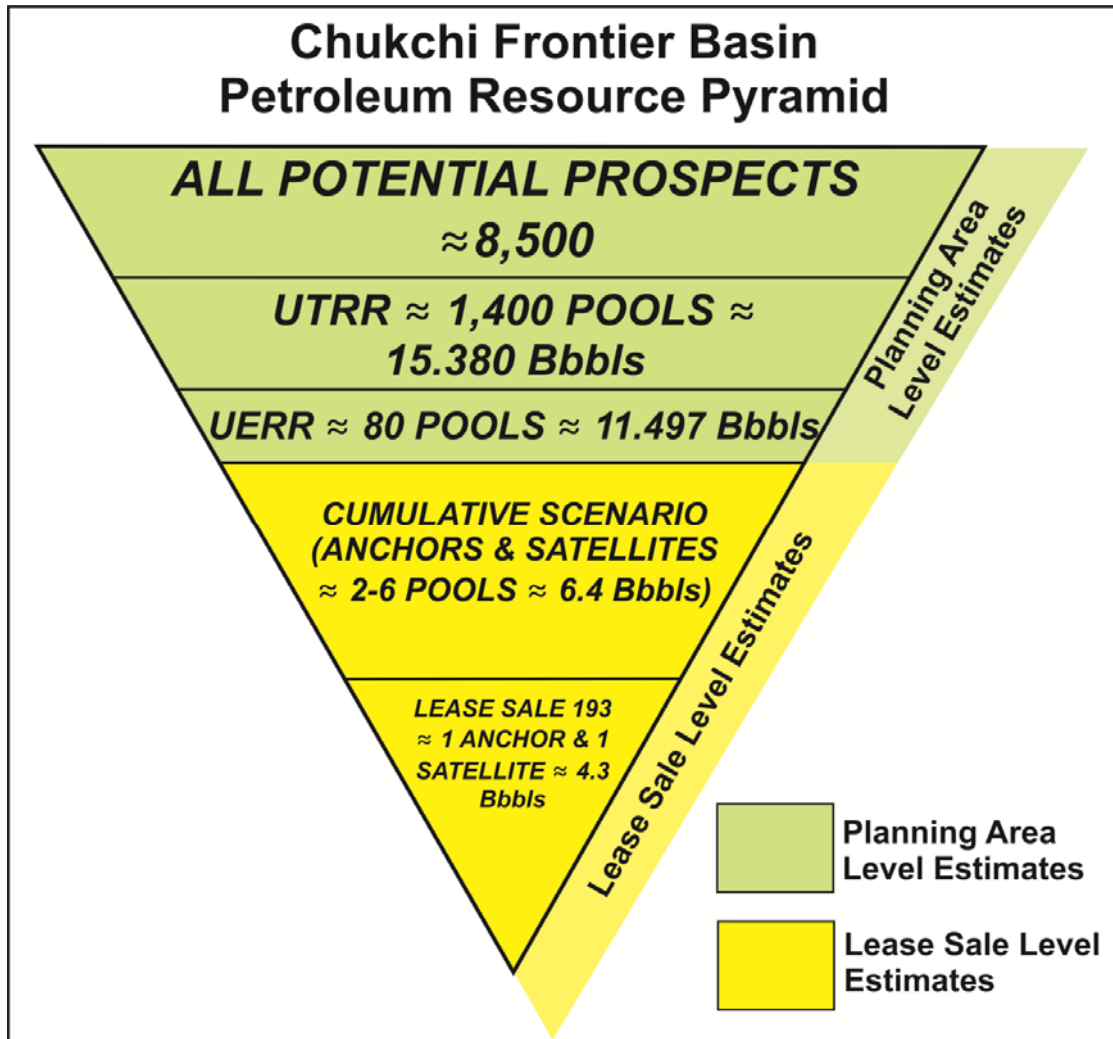 Chukchi Frontier Basin
Petroleum Resource Pyramid
ALL POTENTIAL PROSPECTS
≈8,500
UTRR ≈ 1,400 POOLS ≈
15.380 Bbbls
UERR ≈ 80 POOLS ≈ 11.497 Bbbls
CUMULATIVE SCENARIO
(ANCHORS & SATELLITES
≈ 2-6 POOLS ≈ 6.4 Bbbls)
LEASE SALE 193
≈ 1 ANCHOR & 1
SATELLITE ≈ 4.3
Bbbls
Planning Area
Level Estimates
Lease Sale Level Estimates
Planning Area
Level Estimates
Lease Sale Level
Estimates